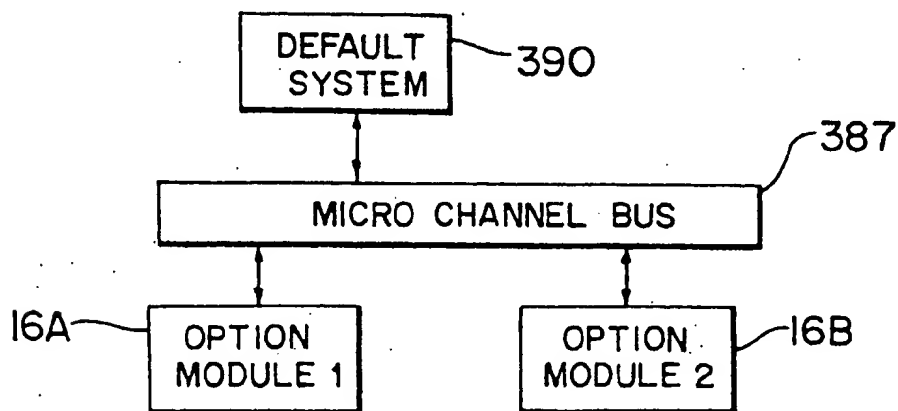 DEFAULT
SYSTEM
390
387
MICRO CHANNEL BUS
16A
OPTION
MODULE 1
OPTION
MODULE 2
16B